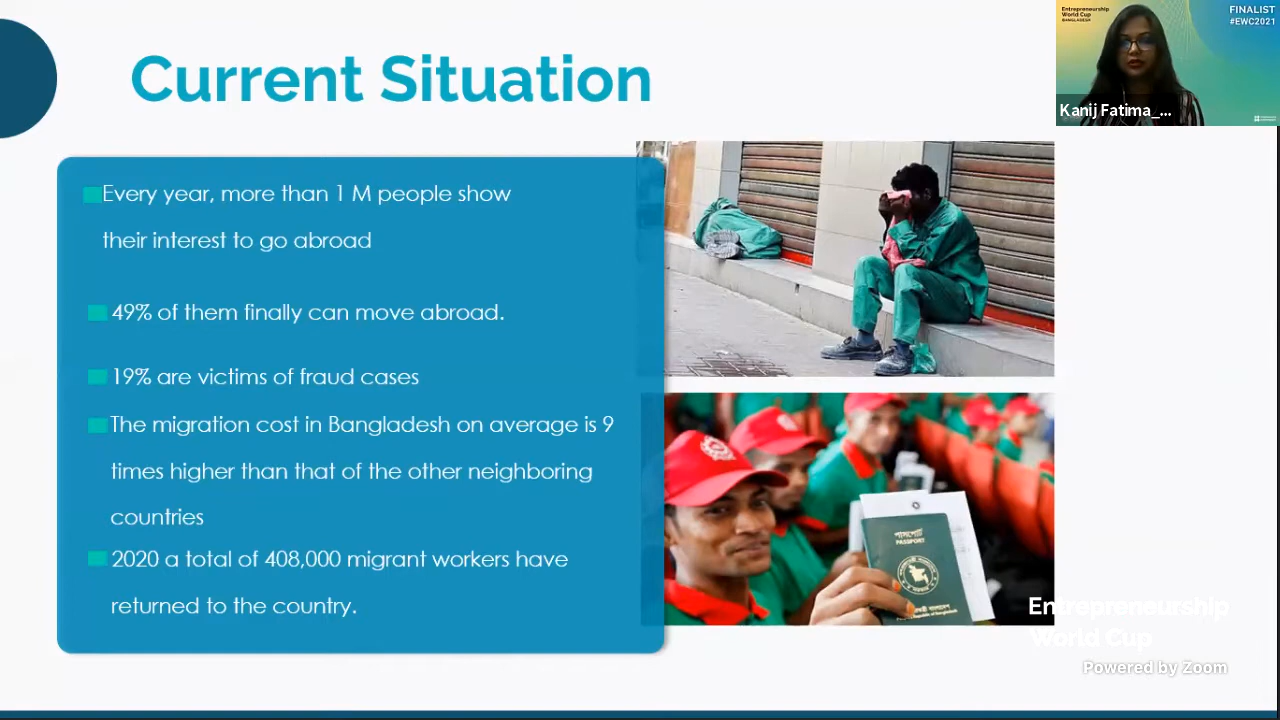 Current Situation
Every year, more than 1 M people show
their interest to go abroad
49% of them finally can move abroad.
19% are victims of fraud cases
The migration cost in Bangladesh on average is 9
times higher than that of the other neighboring
countries
2020 a total of 408,000 migrant workers have
returned to the country.
Entrepreneurship
World Cup
BANGLADESH
FINALIST
#EWC2021
Kanij Fatima_...
পাসপোর্ট
PASSPORT
Entrepreneurship
World Cup
Powered by Zoom